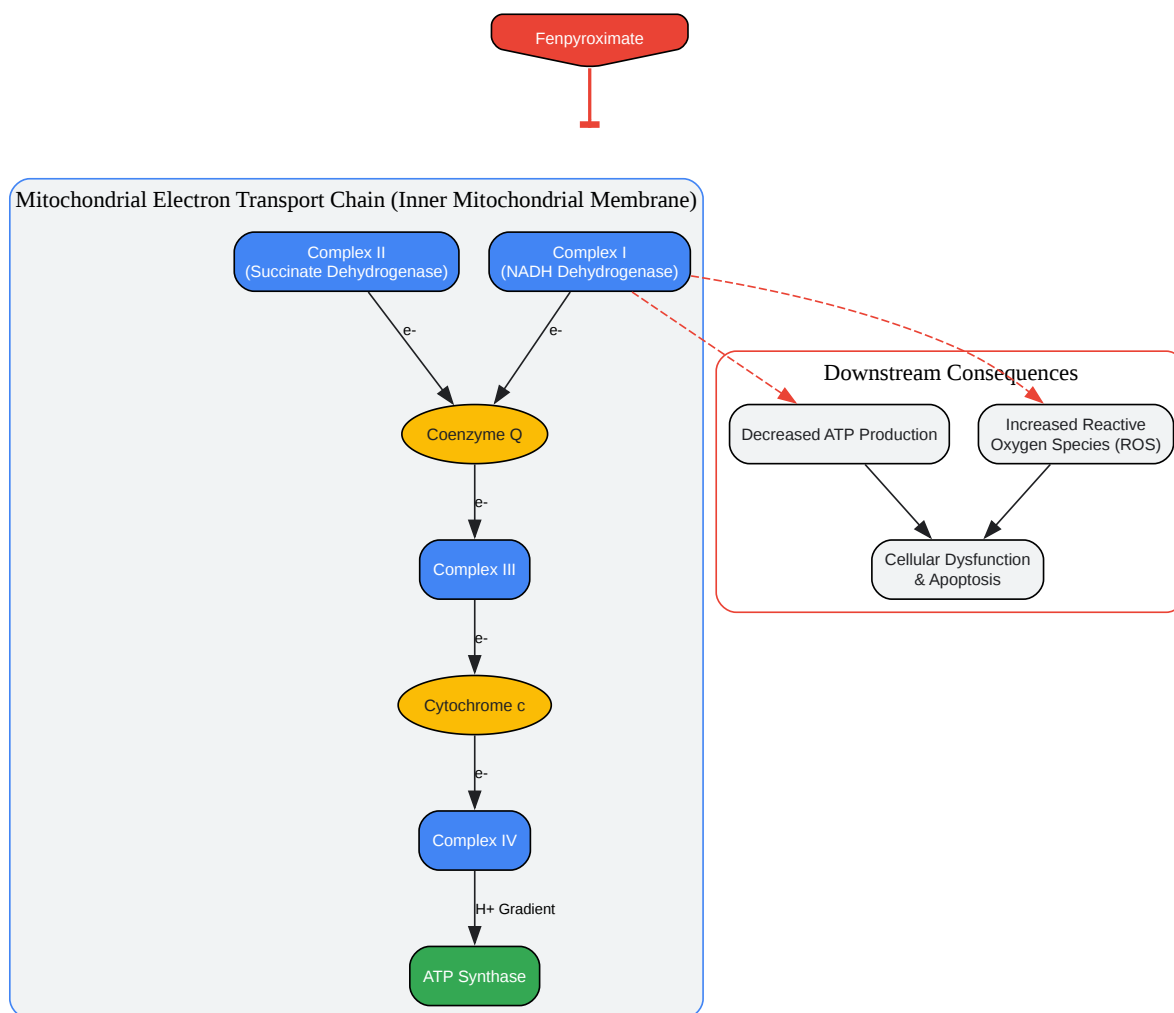 Fenpyroximate
Mitochondrial Electron Transport Chain (Inner Mitochondrial Membrane)
Complex II
(Succinate Dehydrogenase)
Complex I
(NADH Dehydrogenase)
e-
e-
Downstream Consequences
Coenzyme Q
Decreased ATP Production
Increased Reactive
Oxygen Species (ROS)
e-
Complex III
Cellular Dysfunction
& Apoptosis
e-
Cytochrome c
e-
Complex IV
H+ Gradient
ATP Synthase